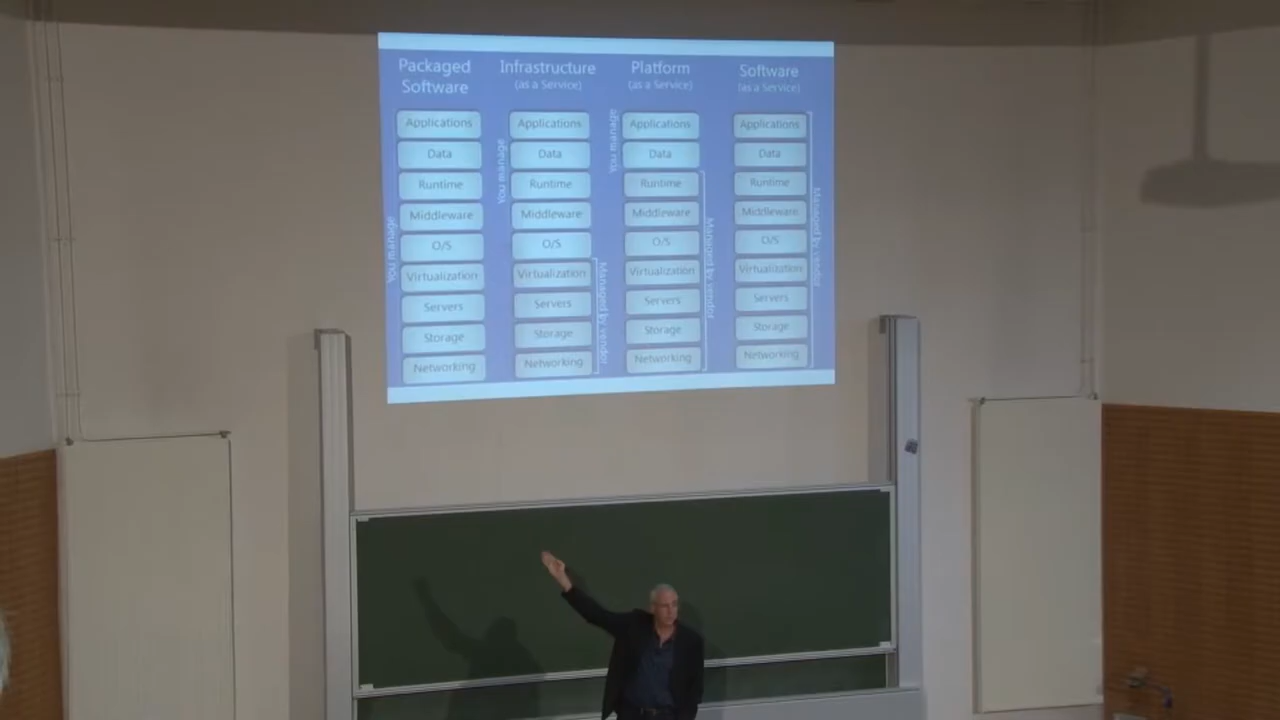 Packaged
Software
Applications
Data
Runtime
Middleware
O/S
Virtualization
Servers
Storage
Networking
You manage
Infrastructure
(as a Service)
Applications
Data
Runtime
Middleware
O/S
Virtualization
Servers
Storage
Networking
You manage
Managed by vendor
Platform
(as a Service)
Applications
Data
Runtime
Middleware
O/S
Virtualization
Servers
Storage
Networking
You manage
Managed by vendor
Software
(as a Service)
Applications
Data
Runtime
Middleware
O/S
Virtualization
Servers
Storage
Networking
Managed by vendor